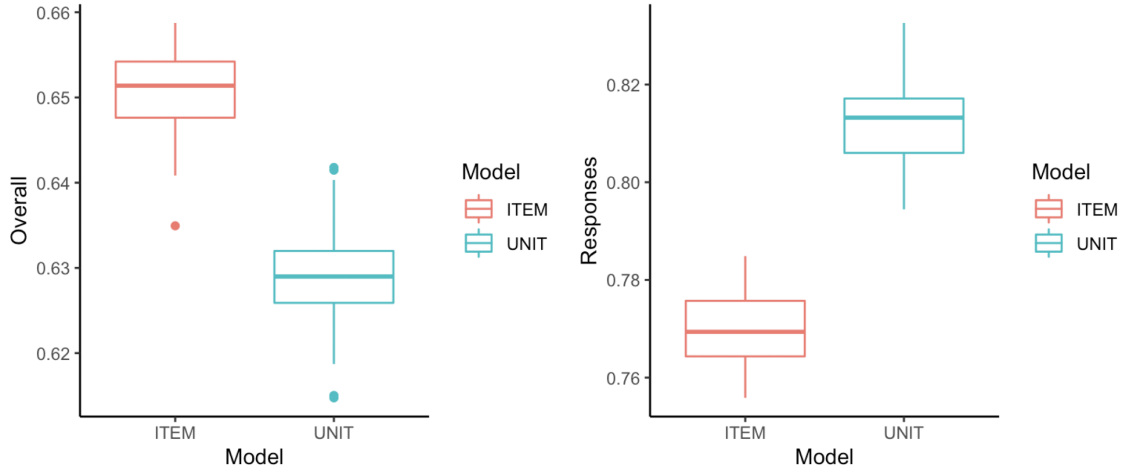 Overall
0.66
0.65
0.64
0.63
0.62
ITEM
UNIT
Model
Model
ITEM
UNIT
Responses
0.82
0.80
0.78
0.76
ITEM
UNIT
Model
Model
ITEM
UNIT